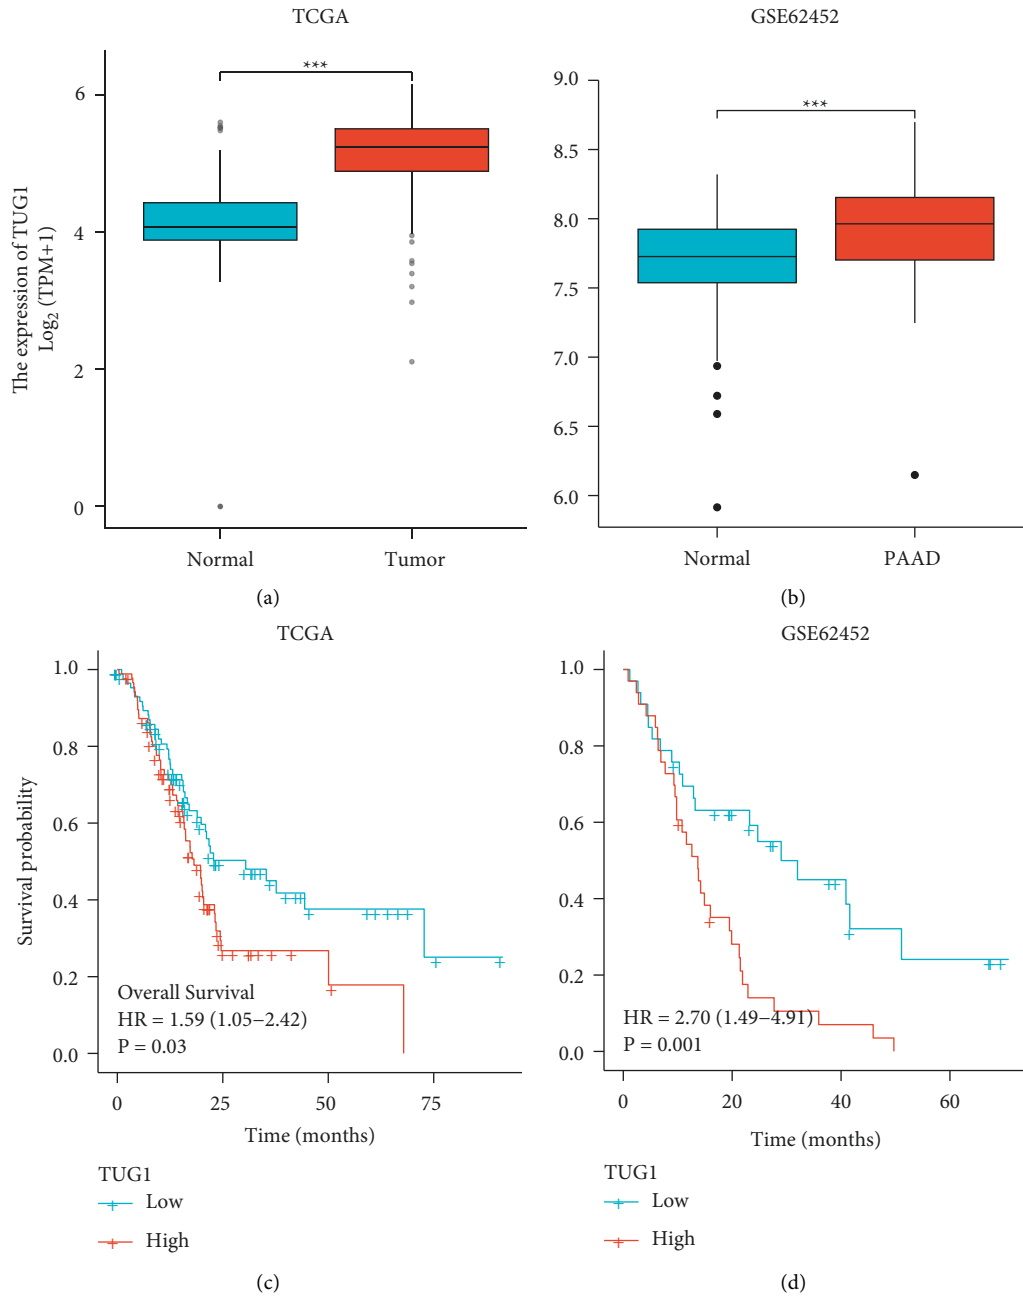 TCGA
***
6
4
2
0
The expression of TUG1
Log2 (TPM+1)
Normal
Tumor
(a)
GSE62452
***
9.0
8.5
8.0
7.5
7.0
6.5
6.0
Normal
PAAD
(b)
TCGA
1.0
0.8
0.6
0.4
0.2
0.0
Survival probability
Overall Survival
HR = 1.59 (1.05−2.42)
P = 0.03
0
25
50
75
Time (months)
TUG1
Low
High
(c)
GSE62452
1.0
0.8
0.6
0.4
0.2
0.0
HR = 2.70 (1.49−4.91)
P = 0.001
0
20
40
60
Time (months)
TUG1
Low
High
(d)